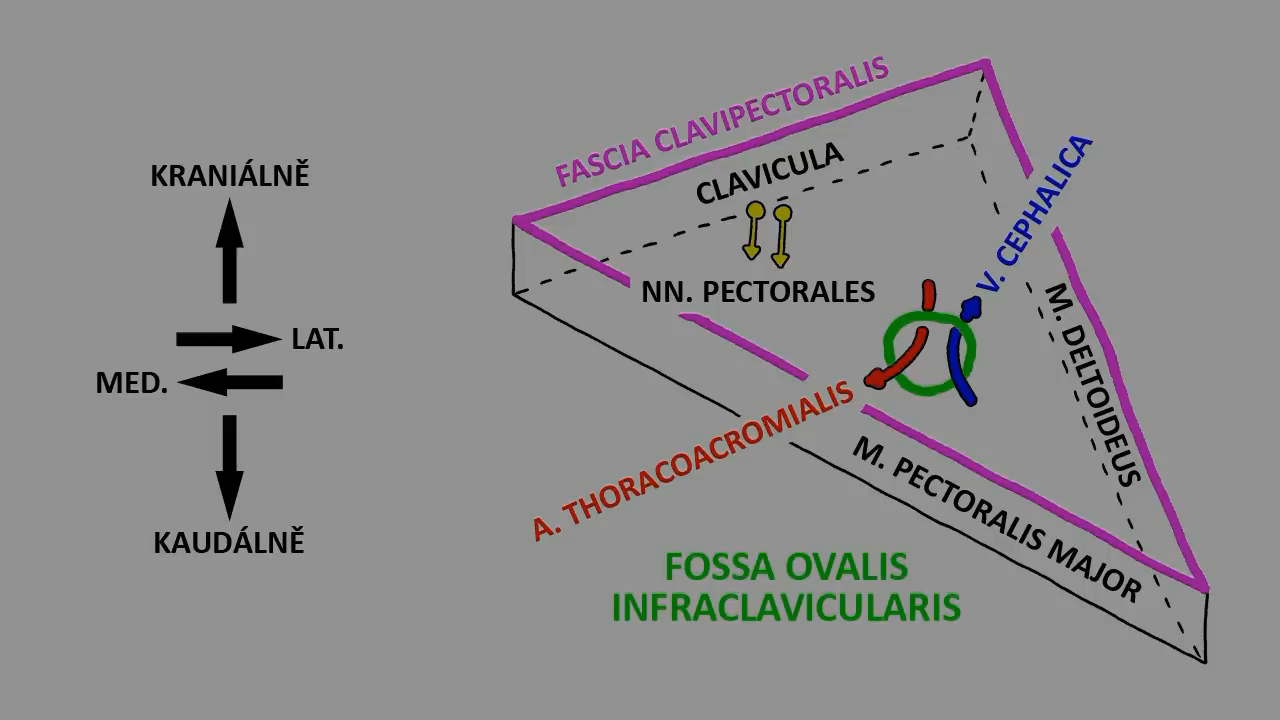 KRANIÁLNĚ
LAT.
MED.
KAUDÁLNĚ
FASCIA CLAVIPECTORALIS
CLAVICULA
V. CEPHALICA
NN. PECTORALES
M. DELTOIDEUS
A. THORACOACROMIALIS
M. PECTORALIS MAJOR
FOSSA OVALIS
INFRACLAVICULARIS